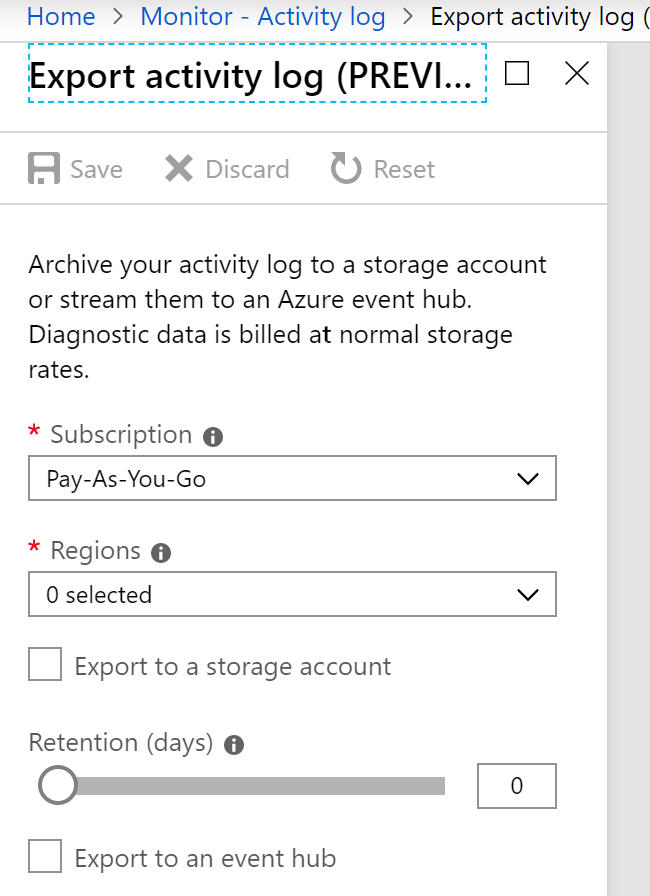 Home > Monitor - Activity log > Export activity log (
Export activity log (PREVI...
Save Discard Reset
Archive your activity log to a storage account
or stream them to an Azure event hub.
Diagnostic data is billed at normal storage
rates.
* Subscription
Pay-As-You-Go
* Regions
0 selected
Export to a storage account
Retention (days)
0
Export to an event hub